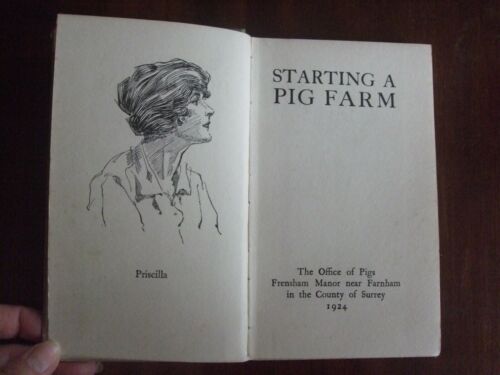 Priscilla
STARTING A
PIG FARM
The Office of Pigs
Frensham Manor near Farnham
in the County of Surrey
1924